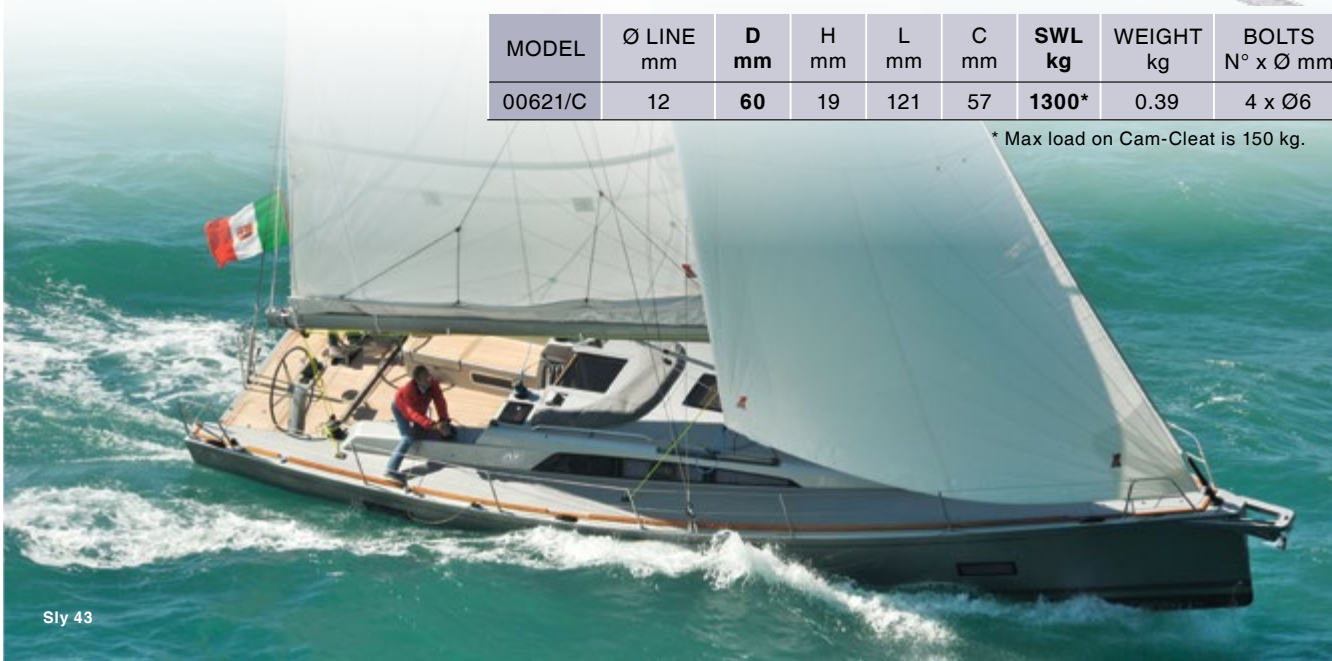 MODEL Ø LINE mm D mm H mm L mm C mm SWL kg WEIGHT kg BOLTS N° x Ø mm
00621/C 12 60 19 121 57 1300* 0.39 4 x Ø6
* Max load on Cam-Cleat is 150 kg.
Sly 43